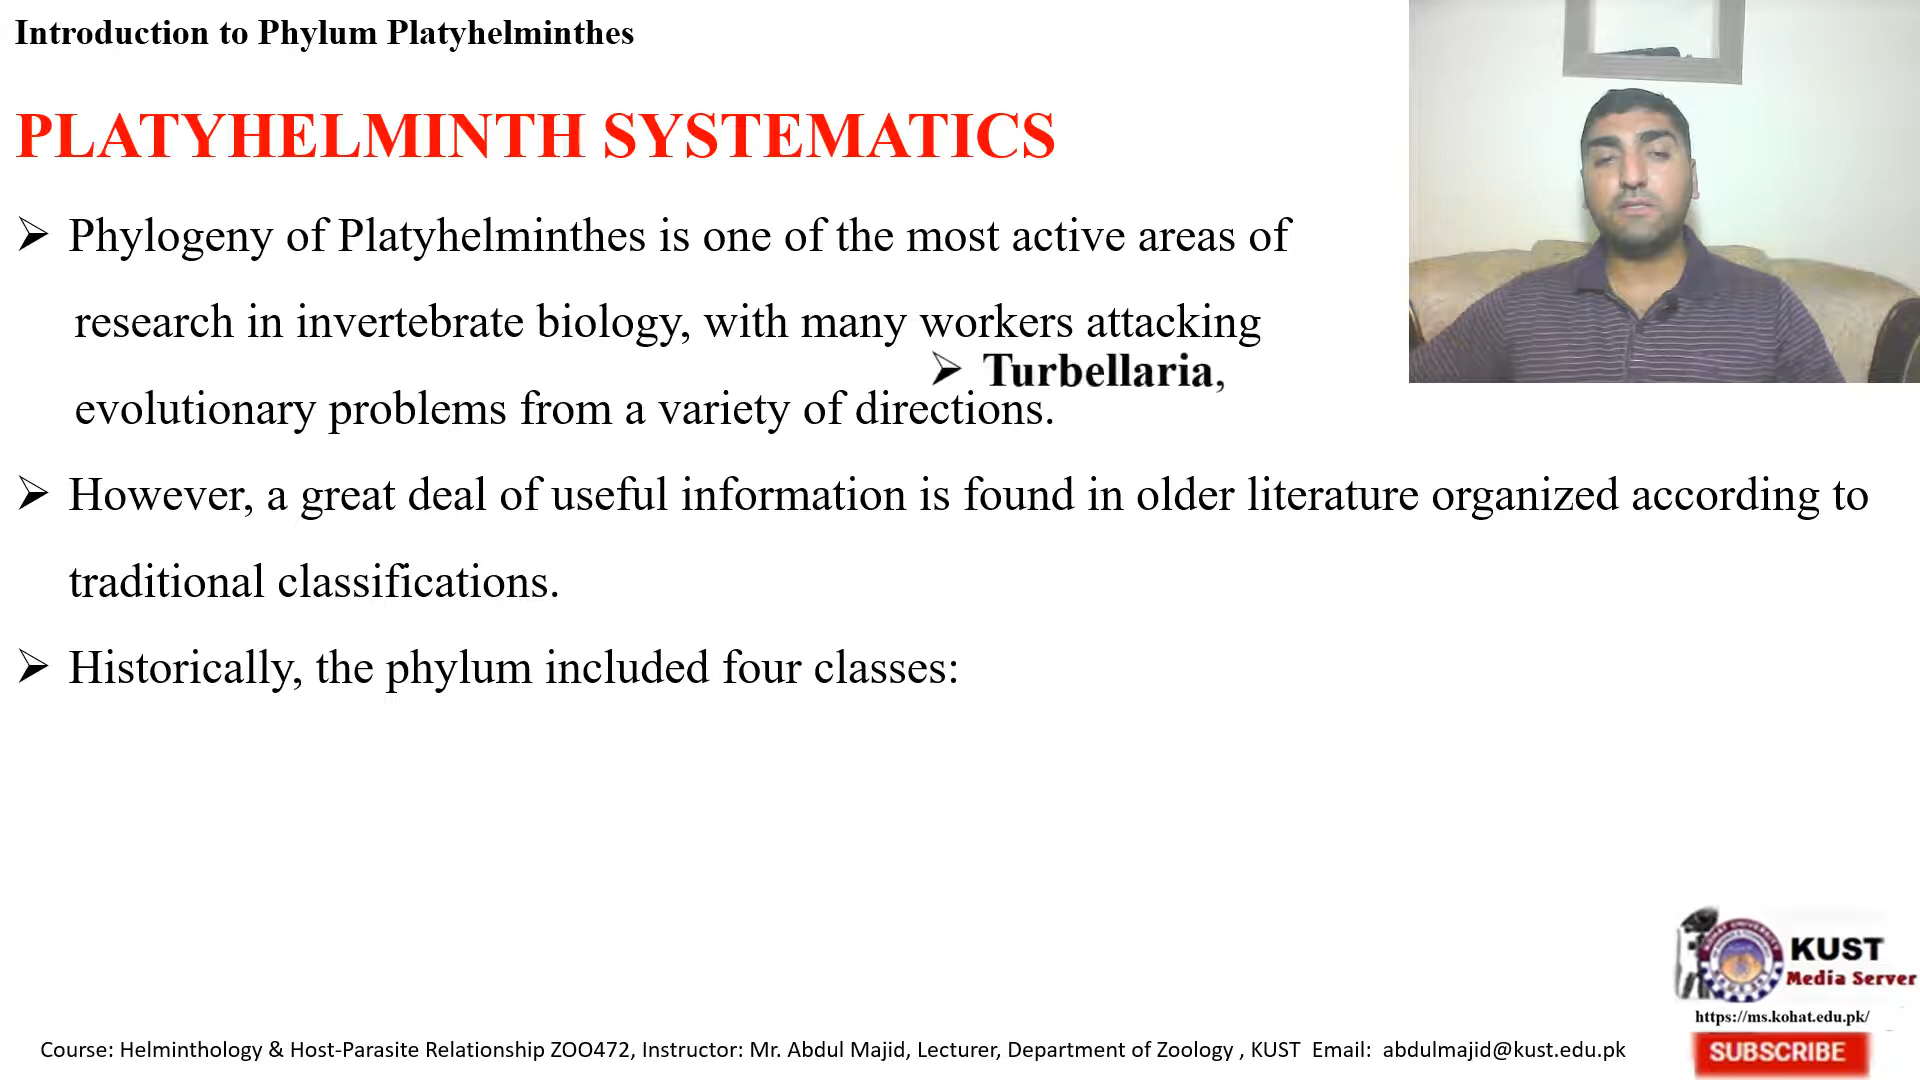 Introduction to Phylum Platyhelminthes
PLATYHELMINTH SYSTEMATICS
➢ Phylogeny of Platyhelminthes is one of the most active areas of
research in invertebrate biology, with many workers attacking
➢ Turbellaria,
evolutionary problems from a variety of directions.
➢ However, a great deal of useful information is found in older literature organized according to
traditional classifications.
➢ Historically, the phylum included four classes:
KUST
Media Server
https://ms.kohat.edu.pk/
SUBSCRIBE
Course: Helminthology & Host-Parasite Relationship ZOO472, Instructor: Mr. Abdul Majid, Lecturer, Department of Zoology , KUST Email: abdulmajid@kust.edu.pk